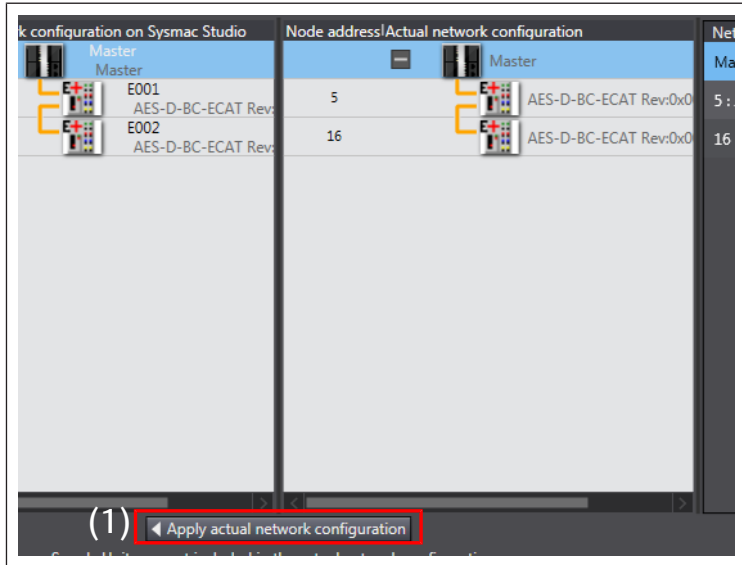 k configuration on Sysmac Studio
Master
Master
E001
AES-D-BC-ECAT Rev:
E002
AES-D-BC-ECAT Rev:
Node address Actual network configuration
Master
5 AES-D-BC-ECAT Rev:0x0
16 AES-D-BC-ECAT Rev:0x0
Net
Ma
5:
16
(1) Apply actual network configuration